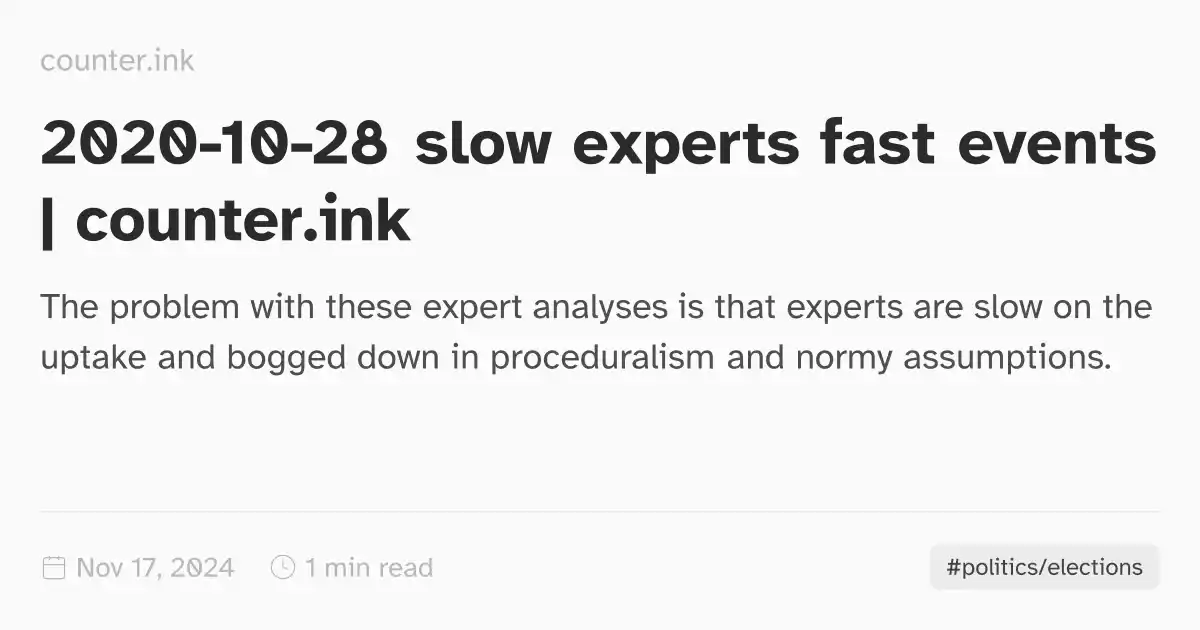 counter.ink
2020-10-28 slow experts fast events
| counter.ink
The problem with these expert analyses is that experts are slow on the
uptake and bogged down in proceduralism and normy assumptions.
Nov 17, 2024 1 min read #politics/elections